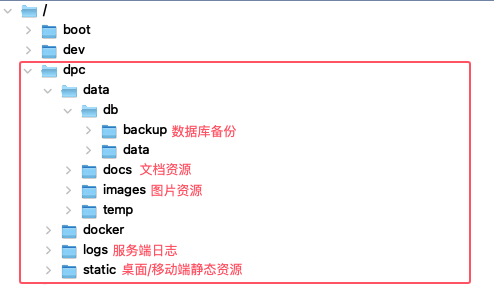 /
boot
dev
dpc
data
db
backup 数据库备份
data
docs 文档资源
images 图片资源
temp
docker
logs 服务端日志
static 桌面/移动端静态资源